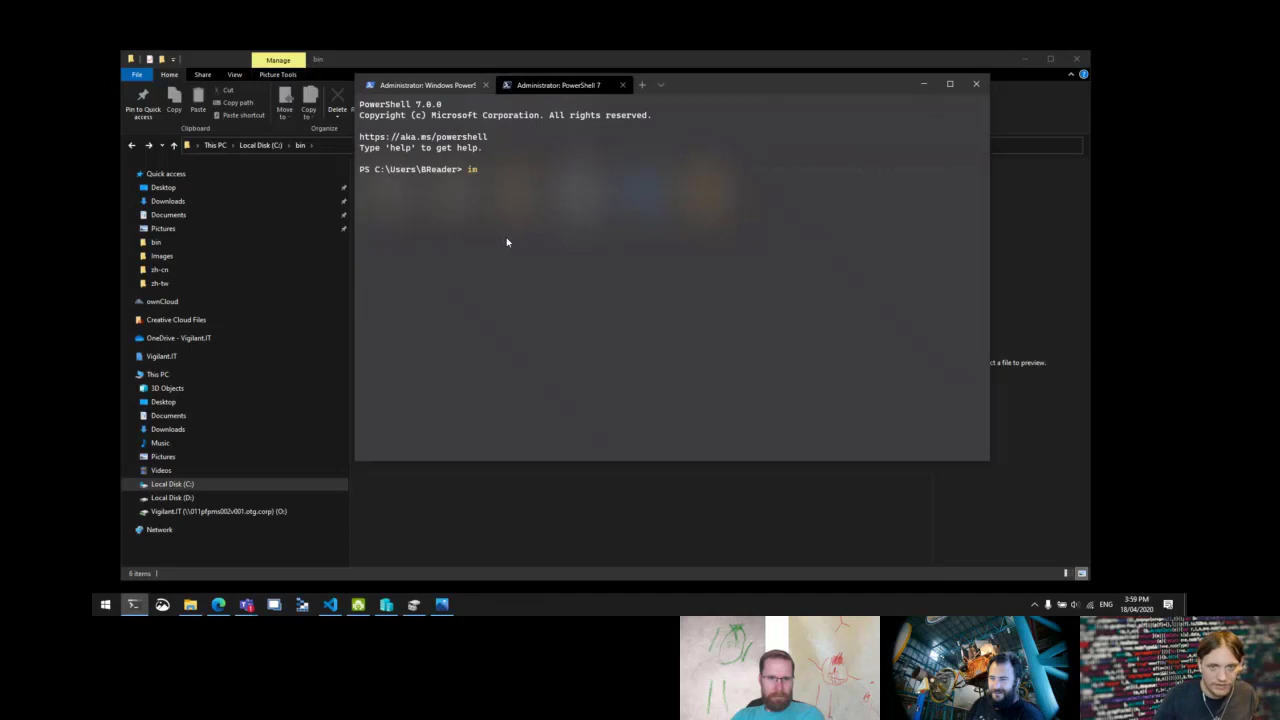 Manage
bin
File
Home
Share
View
Picture Tools
Pin to Quick access
Copy
Paste
Cut
Copy path
Paste shortcut
Clipboard
Move to
Copy to
Delete
Organize
This PC
Local Disk (C:)
bin
Administrator: Windows PowerS
Administrator: PowerShell 7
PowerShell 7.0.0
Copyright (c) Microsoft Corporation. All rights reserved.
https://aka.ms/powershell
Type 'help' to get help.
PS C:\Users\BReader> im
Quick access
Desktop
Downloads
Documents
Pictures
bin
Images
zh-cn
zh-tw
ownCloud
Creative Cloud Files
OneDrive - Vigilant.IT
Vigilant.IT
This PC
3D Objects
Desktop
Documents
Downloads
Music
Pictures
Videos
Local Disk (C:)
Local Disk (D:)
Vigilant.IT (\\011pfpms002v001.otg.corp) (O:)
Network
ct a file to preview.
6 items
ENG
3:59 PM
18/04/2020